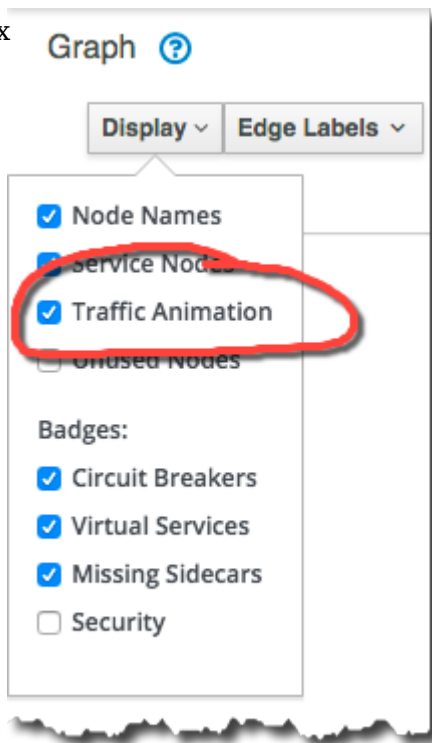 x
Graph ?
Display Edge Labels
Node Names
Service Nodes
Traffic Animation
Unused Nodes
Badges:
Circuit Breakers
Virtual Services
Missing Sidecars
Security